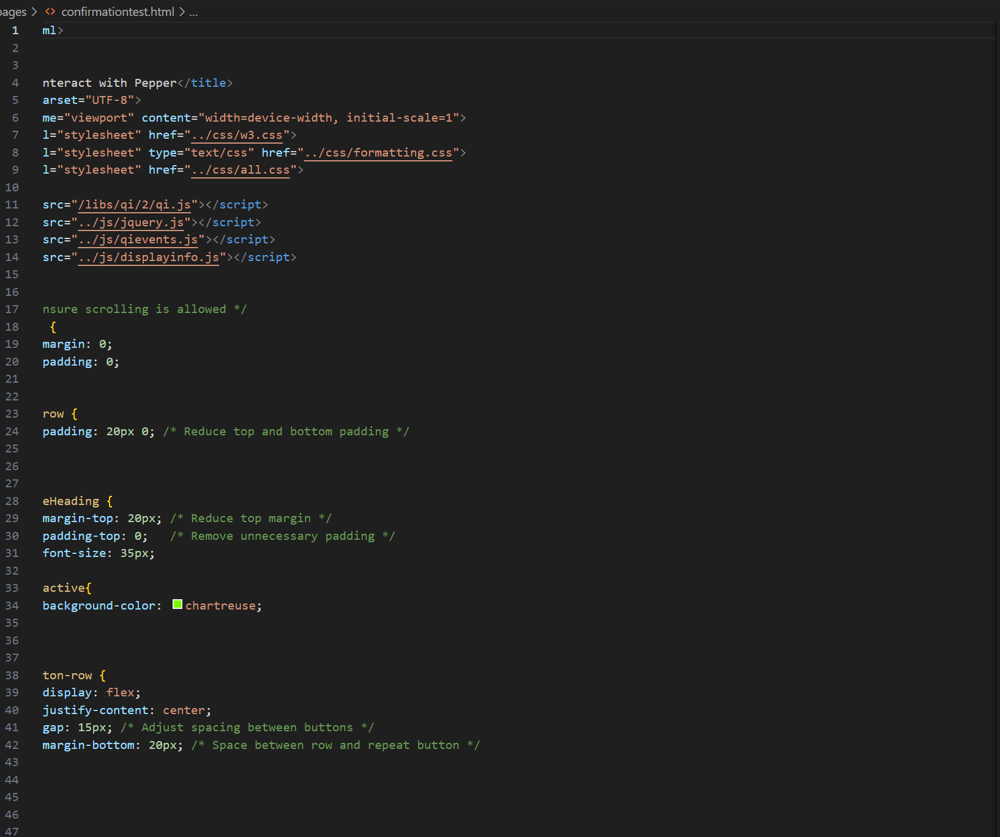 pages > <> confirmationtest.html > ...
1 ml>
2
3
4 nteract with Pepper</title>
5 arset="UTF-8">
6 me="viewport" content="width=device-width, initial-scale=1">
7 l="stylesheet" href="../css/w3.css">
8 l="stylesheet" type="text/css" href="../css/formatting.css">
9 l="stylesheet" href="../css/all.css">
10
11 src="/libs/qi/2/qi.js"></script>
12 src="../js/jquery.js"></script>
13 src="../js/qievents.js"></script>
14 src="../js/displayinfo.js"></script>
15
16
17 nsure scrolling is allowed */
18 {
19 margin: 0;
20 padding: 0;
21
22
23 row {
24 padding: 20px 0; /* Reduce top and bottom padding */
25
26
27
28 eHeading {
29 margin-top: 20px; /* Reduce top margin */
30 padding-top: 0;   /* Remove unnecessary padding */
31 font-size: 35px;
32
33 active{
34 background-color: chartreuse;
35
36
37
38 ton-row {
39 display: flex;
40 justify-content: center;
41 gap: 15px; /* Adjust spacing between buttons */
42 margin-bottom: 20px; /* Space between row and repeat button */
43
44
45
46
47